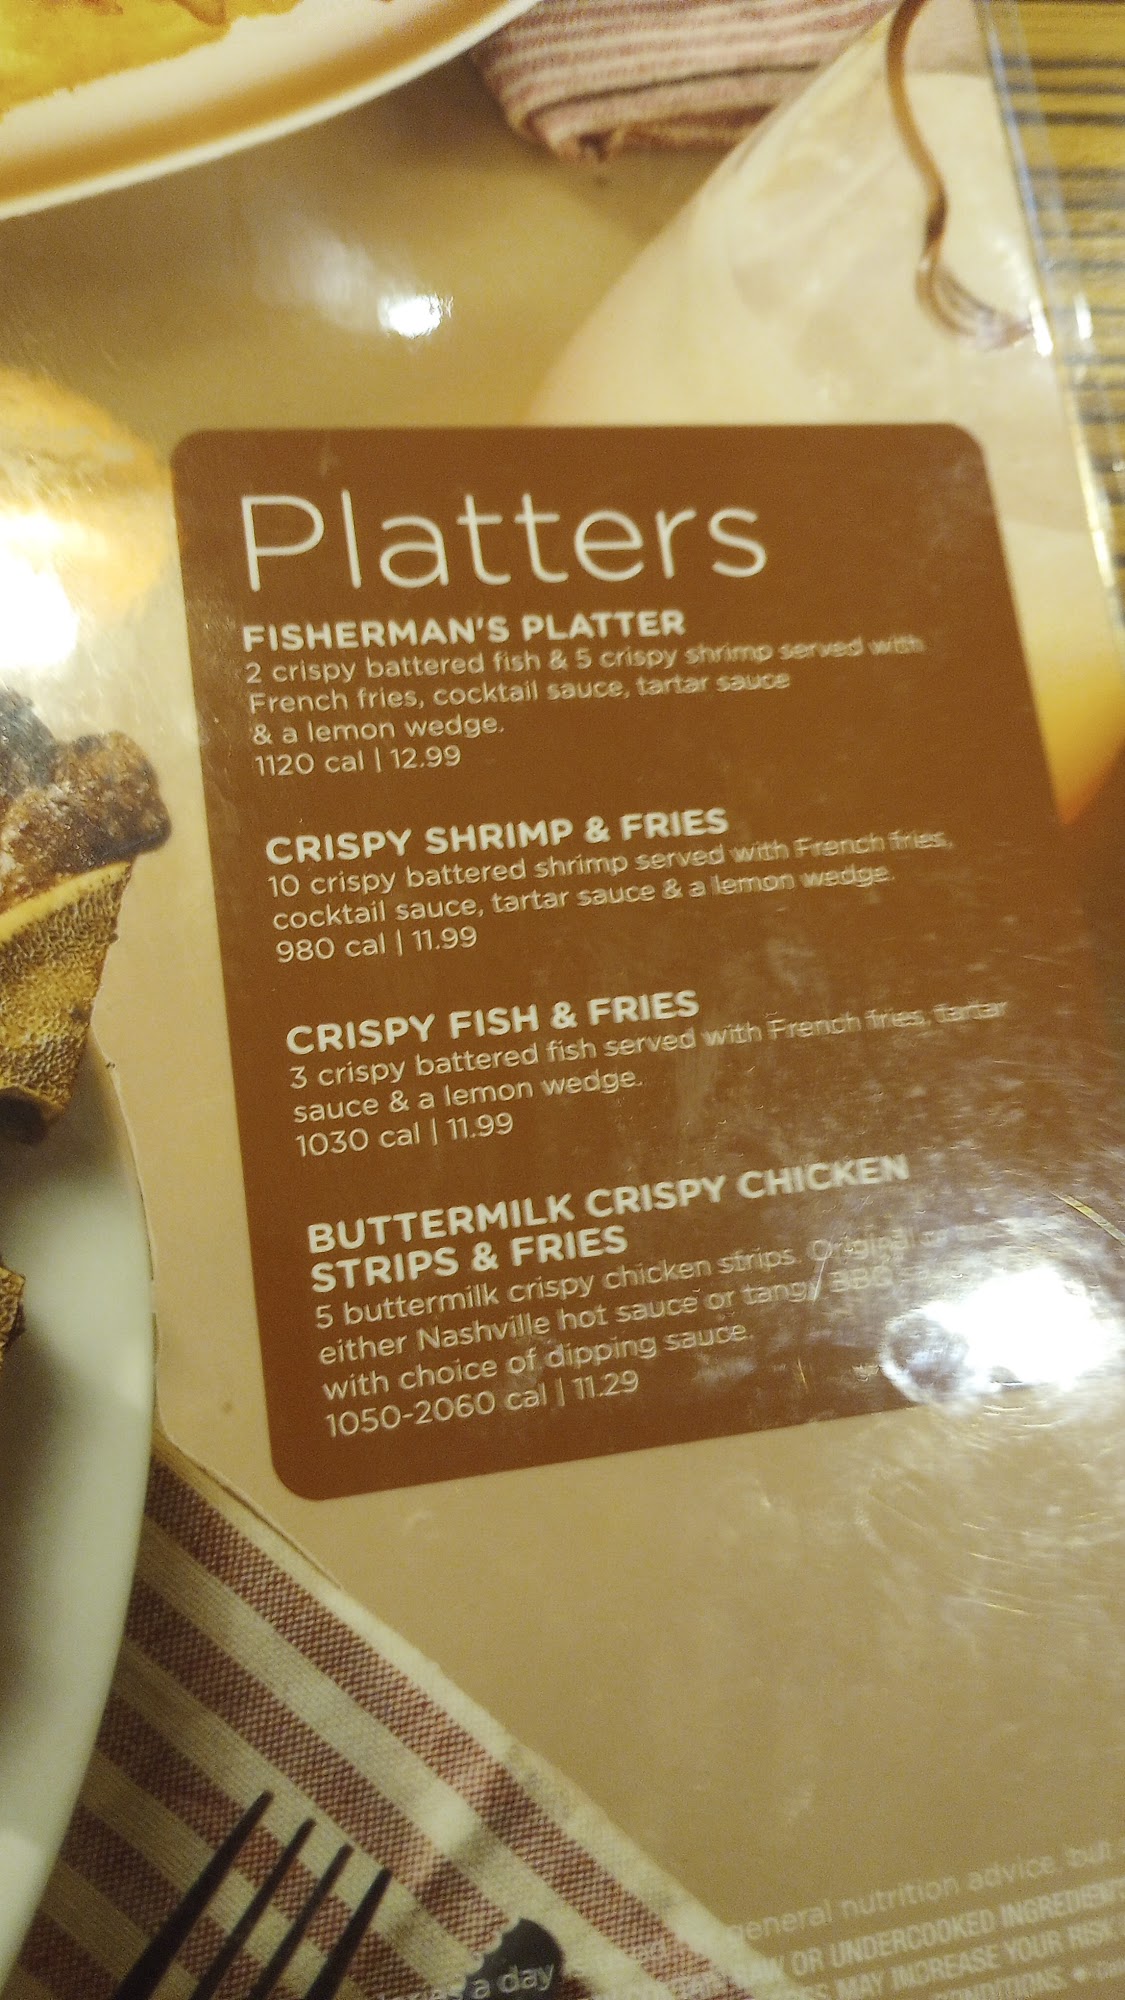 Platters
FISHERMAN'S PLATTER
2 crispy battered fish & 5 crispy shrimp served with
French fries, cocktail sauce, tartar sauce
& a lemon wedge.
1120 cal | 12.99
CRISPY SHRIMP & FRIES
10 crispy battered shrimp served with French fries,
cocktail sauce, tartar sauce & a lemon wedge.
980 cal | 11.99
CRISPY FISH & FRIES
3 crispy battered fish served with French fries, tartar
sauce & a lemon wedge.
1030 cal | 11.99
BUTTERMILK CRISPY CHICKEN
STRIPS & FRIES
5 buttermilk crispy chicken strips. Original or
either Nashville hot sauce or tangy BBQ
with choice of dipping sauce.
1050-2060 cal | 11.29
general nutrition advice, but
a day
RAW OR UNDERCOOKED INGREDIENTS
MAY INCREASE YOUR RISK
CONDITIONS.